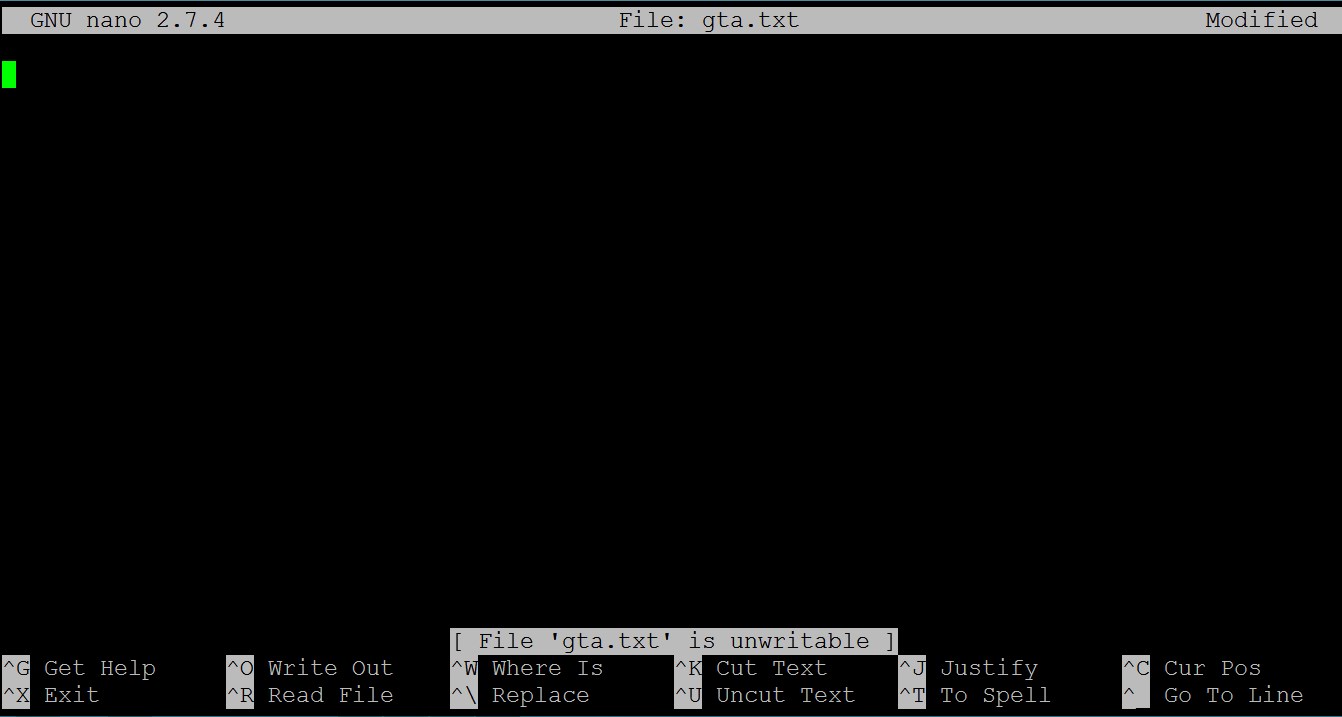 GNU nano 2.7.4 File: gta.txt Modified
[ File 'gta.txt' is unwritable ]
^G Get Help ^O Write Out ^W Where Is ^K Cut Text ^J Justify ^C Cur Pos
^X Exit ^R Read File ^\ Replace ^U Uncut Text ^T To Spell ^_ Go To Line